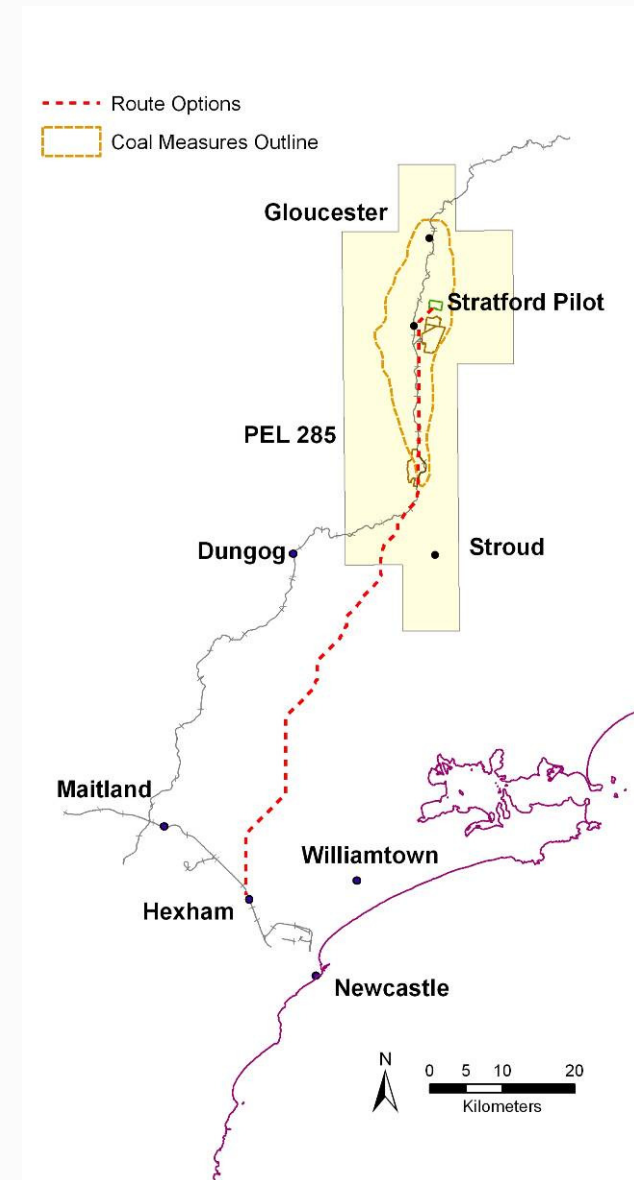 Route Options
Coal Measures Outline
Gloucester
Stratford Pilot
PEL 285
Dungog
Stroud
Maitland
Williamtown
Hexham
Newcastle
N
0 5 10 20
Kilometers